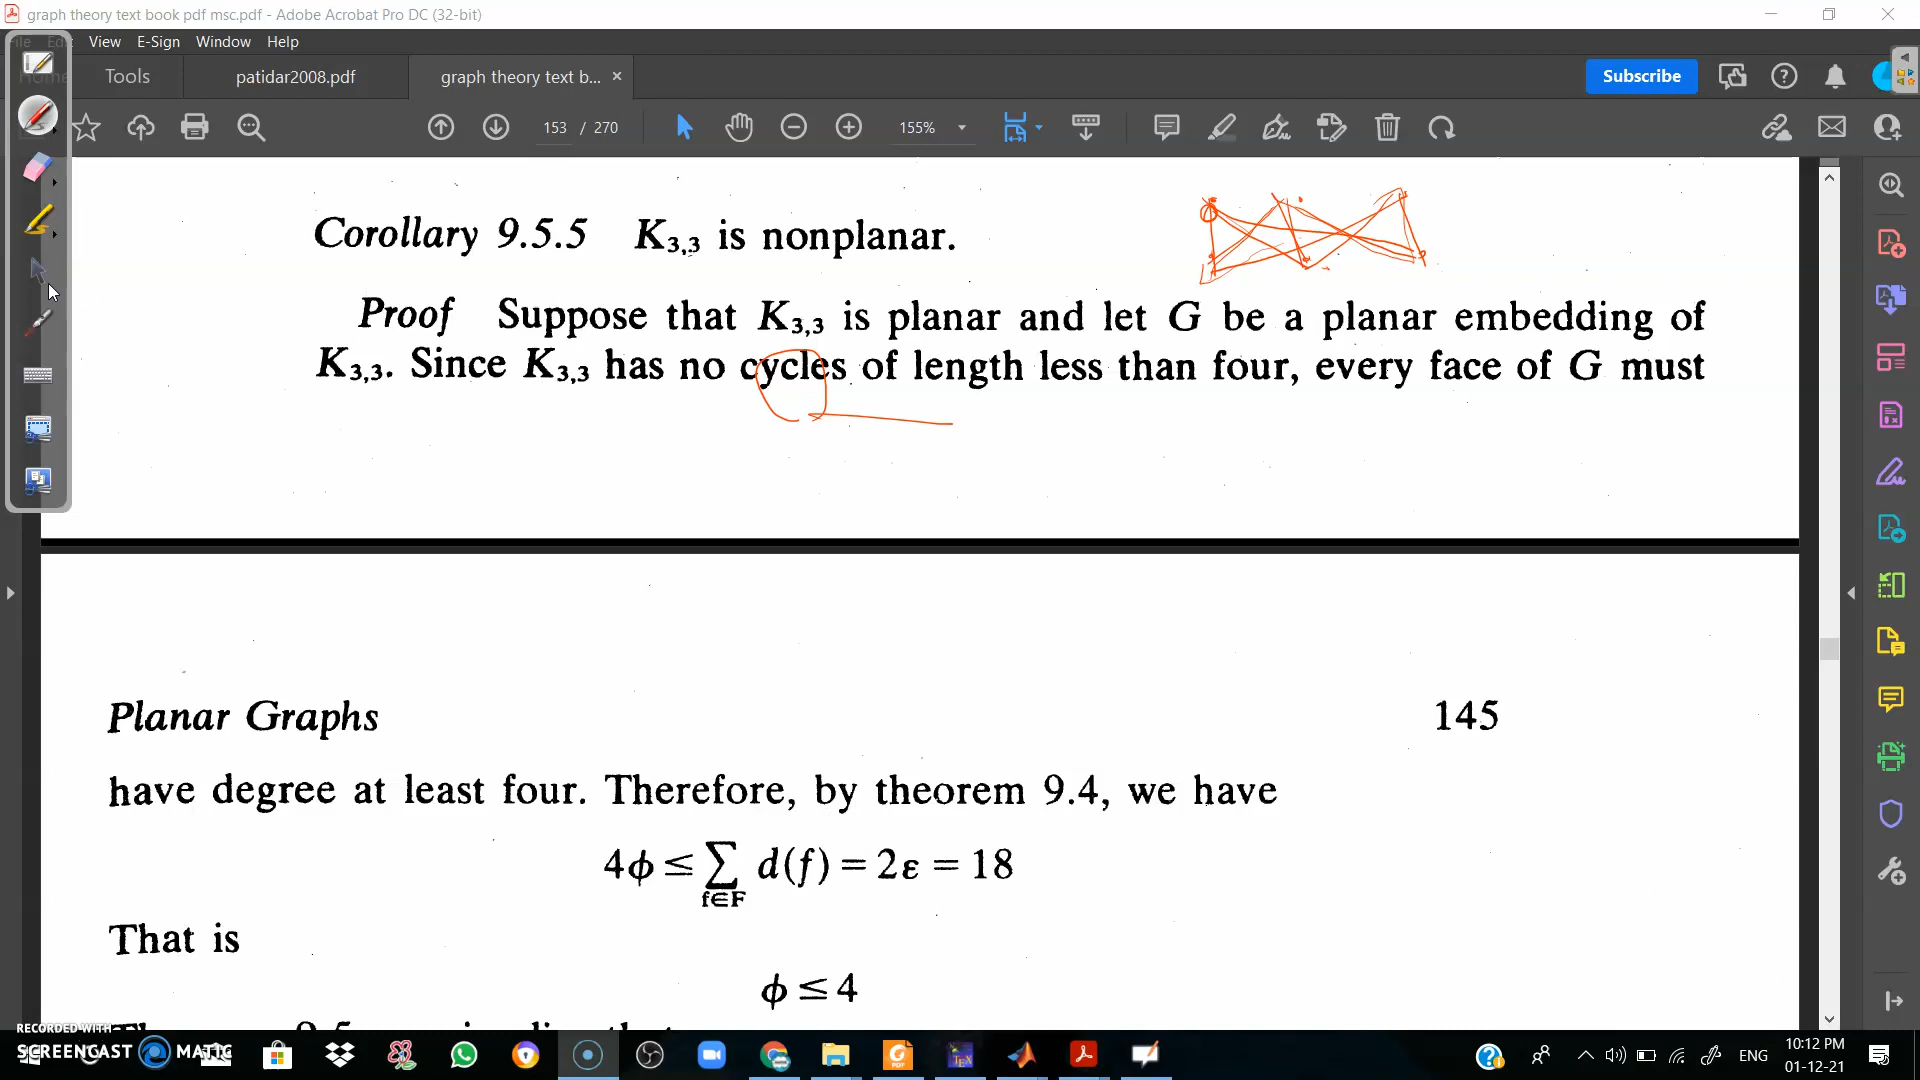 graph theory text book pdf msc.pdf - Adobe Acrobat Pro DC (32-bit)
View E-Sign Window Help
Tools patidar2008.pdf graph theory text b... × Subscribe
153 / 270 155%
Corollary 9.5.5 K₃,₃ is nonplanar.
Proof Suppose that K₃,₃ is planar and let G be a planar embedding of
K₃,₃. Since K₃,₃ has no cycles of length less than four, every face of G must
Planar Graphs 145
have degree at least four. Therefore, by theorem 9.4, we have
4ϕ ≤ ∑ d(f) = 2ε = 18
f∈F
That is
ϕ ≤ 4
RECORDED WITH
SCREENCAST MATIC
ENG 10:12 PM
01-12-21